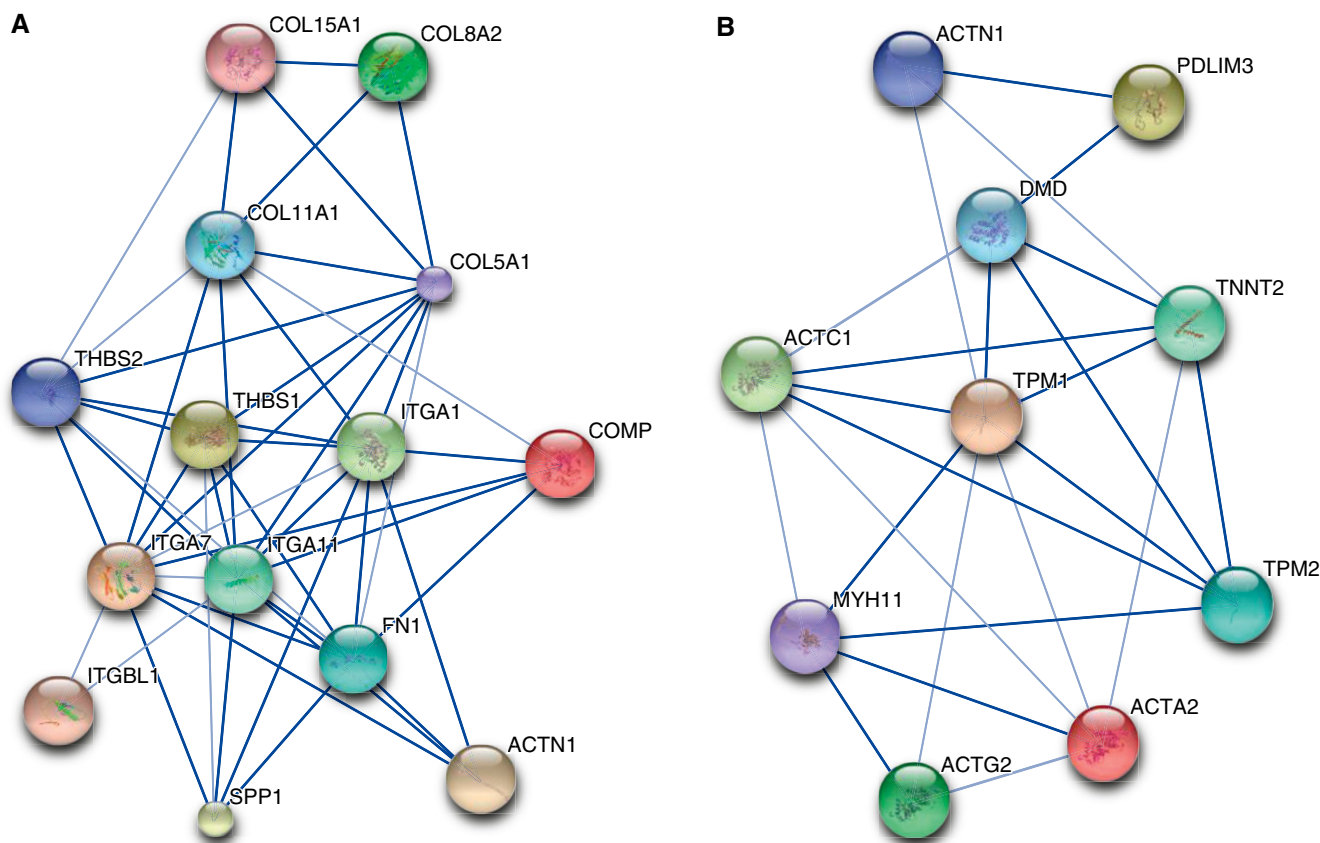 A
COL15A1
COL8A2
COL11A1
COL5A1
THBS2
THBS1
ITGA1
COMP
ITGA7
ITGA11
FN1
ITGBL1
ACTN1
SPP1
B
ACTN1
PDLIM3
DMD
TNNT2
ACTC1
TPM1
TPM2
MYH11
ACTA2
ACTG2